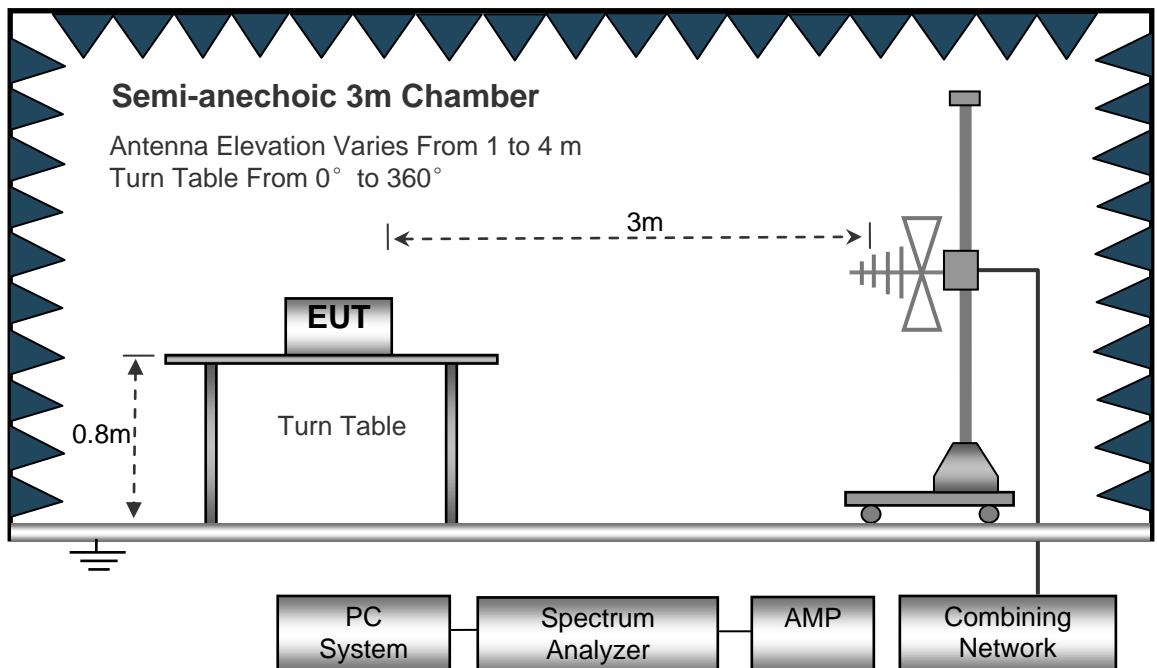 Semi-anechoic 3m Chamber
Antenna Elevation Varies From 1 to 4 m
Turn Table From 0° to 360°
3m
EUT
0.8m
Turn Table
PC
System
Spectrum
Analyzer
AMP
Combining
Network